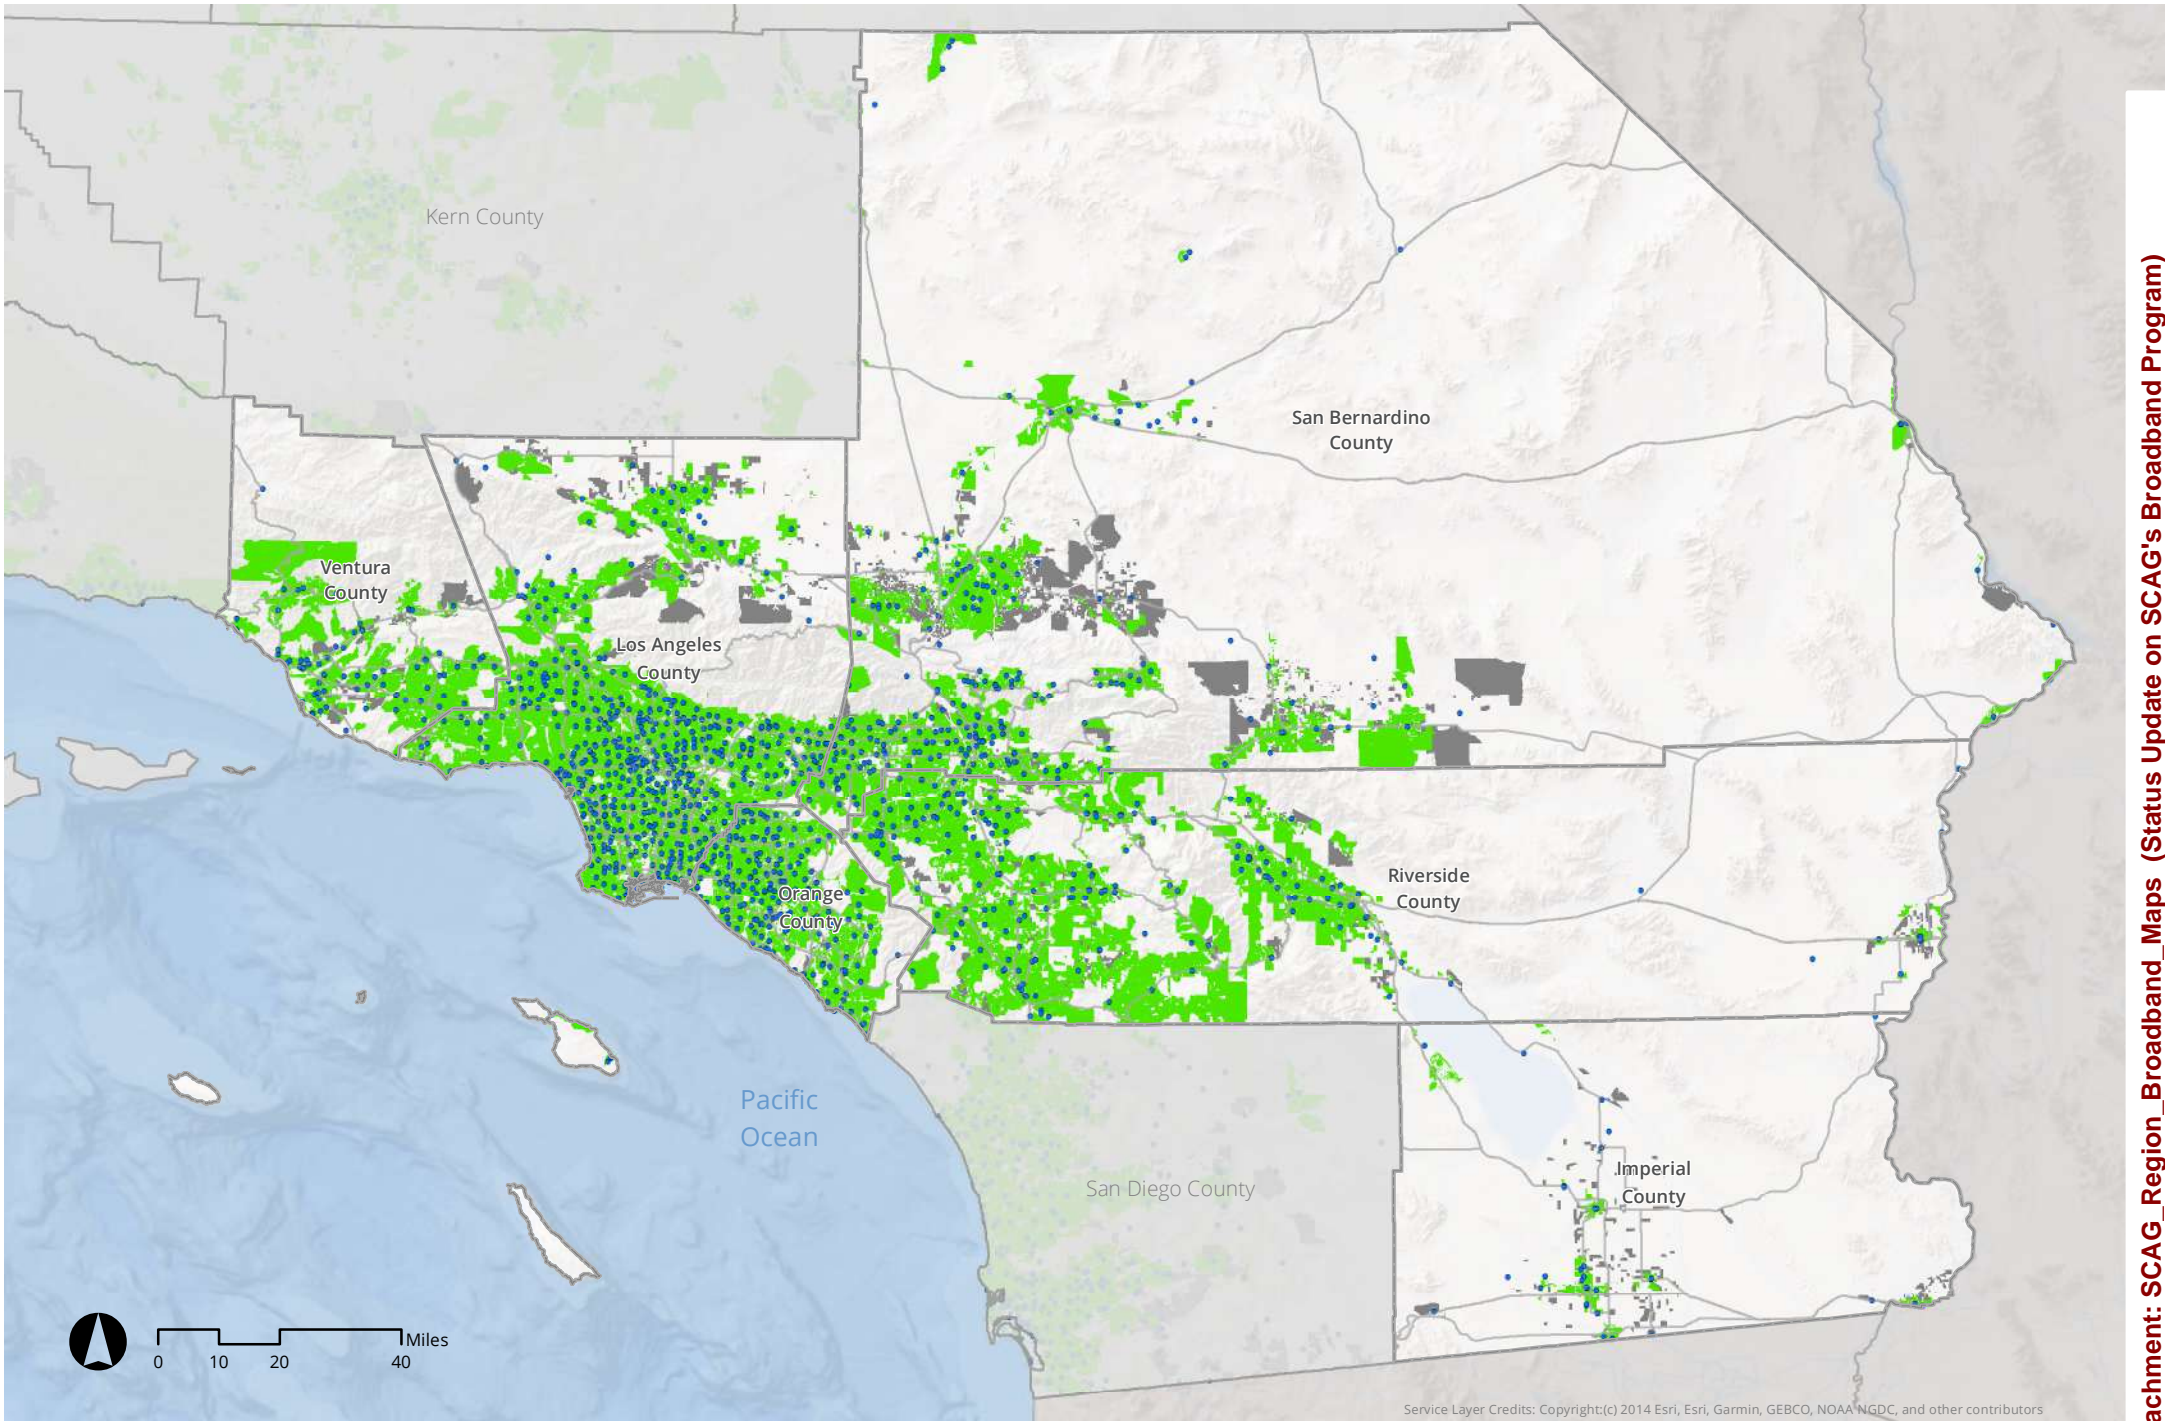 Kern County
San Bernardino
County
Ventura
County
Los Angeles
County
Riverside
County
Orange
County
Pacific
Ocean
San Diego County
Imperial
County
Miles
0 10 20 40
Service Layer Credits: Copyright:(c) 2014 Esri, Esri, Garmin, GEBCO, NOAA NGDC, and other contributors
achment: SCAG_Region_Broadband_Maps (Status Update on SCAG's Broadband Program)